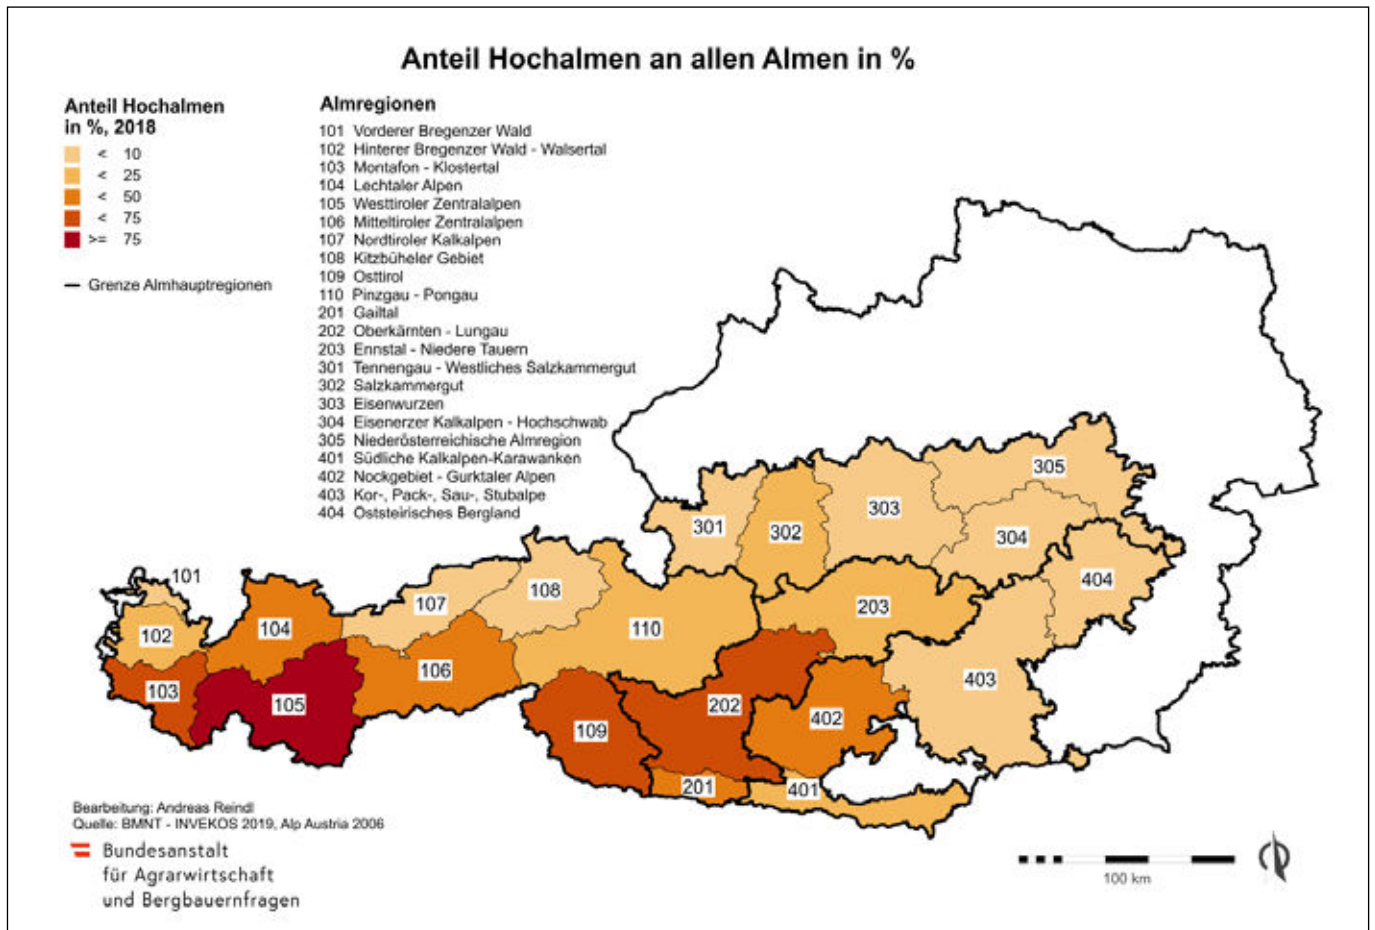 Anteil Hochalmen an allen Almen in %
Anteil Hochalmen
in %, 2018
< 10
< 25
< 50
< 75
>= 75
Grenze Almhauptregionen
Almregionen
101 Vorderer Bregenzer Wald
102 Hinterer Bregenzer Wald - Walsertal
103 Montafon - Klostertal
104 Lechtaler Alpen
105 Westtiroler Zentralalpen
106 Mitteltiroler Zentralalpen
107 Nordtiroler Kalkalpen
108 Kitzbüheler Gebiet
109 Osttirol
110 Pinzgau - Pongau
201 Gailtal
202 Oberkärnten - Lungau
203 Ennstal - Niedere Tauern
301 Tennengau - Westliches Salzkammergut
302 Salzkammergut
303 Eisenwurzen
304 Eisenerzer Kalkalpen - Hochschwab
305 Niederösterreichische Almregion
401 Südliche Kalkalpen-Karawanken
402 Nockgebiet - Gurktaler Alpen
403 Kor-, Pack-, Sau-, Stubalpe
404 Oststeirisches Bergland
305
303
301
302
304
101
404
108
107
203
104
110
102
106
403
103
105
202
402
109
201
401
Bearbeitung: Andreas Reindl
Quelle: BMNT - INVEKOS 2019, Alp Austria 2006
Bundesanstalt
für Agrarwirtschaft
und Bergbauernfragen
100 km